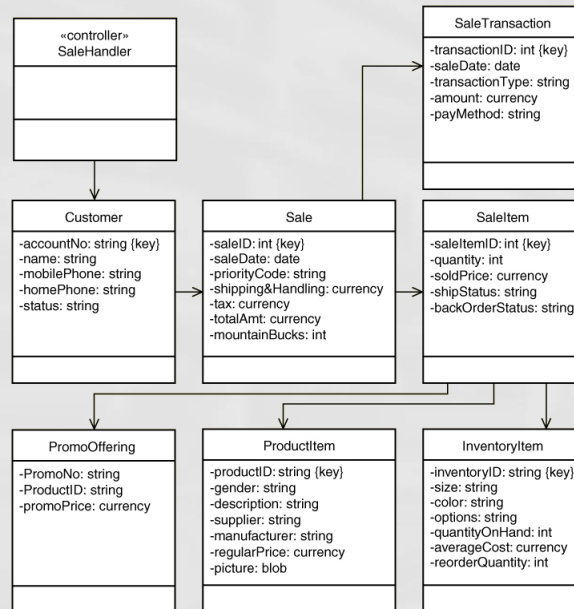 «controller»
SaleHandler
SaleTransaction
-transactionID: int {key}
-saleDate: date
-transactionType: string
-amount: currency
-payMethod: string
Customer
-accountNo: string {key}
-name: string
-mobilePhone: string
-homePhone: string
-status: string
Sale
-saleID: int {key}
-saleDate: date
-priorityCode: string
-shipping&Handling: currency
-tax: currency
-totalAmt: currency
-mountainBucks: int
SaleItem
-saleItemID: int {key}
-quantity: int
-soldPrice: currency
-shipStatus: string
-backOrderStatus: string
PromoOffering
-PromoNo: string
-ProductID: string
-promoPrice: currency
ProductItem
-productID: string {key}
-gender: string
-description: string
-supplier: string
-manufacturer: string
-regularPrice: currency
-picture: blob
InventoryItem
-inventoryID: string {key}
-size: string
-color: string
-options: string
-quantityOnHand: int
-averageCost: currency
-reorderQuantity: int